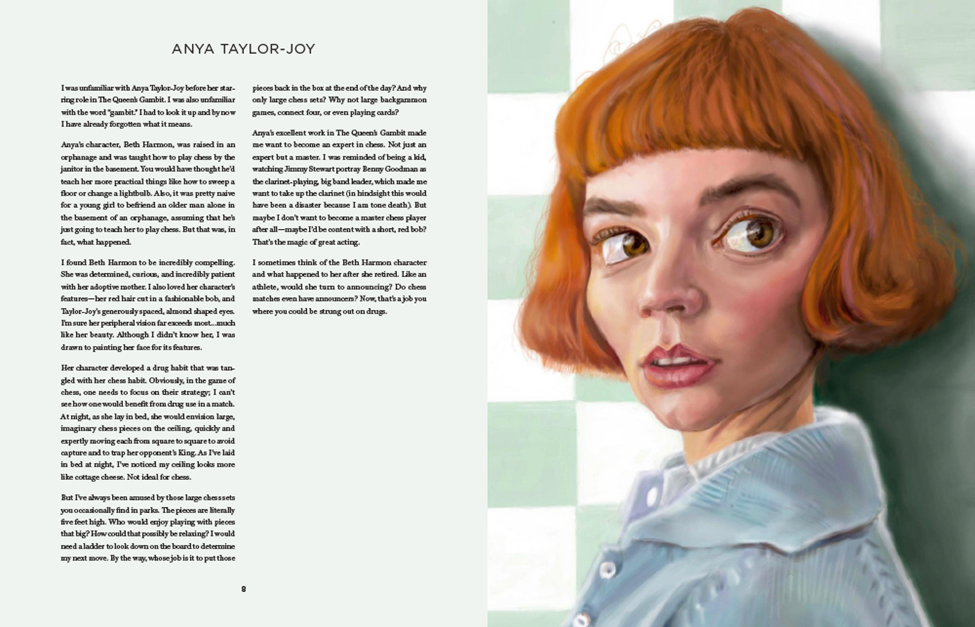 ANYA TAYLOR-JOY
I was unfamiliar with Anya Taylor-Joy before her star-
ring role in The Queen's Gambit. I was also unfamiliar
with the word "gambit." I had to look it up and by now
I have already forgotten what it means.
Anya's character, Beth Harmon, was raised in an
orphanage and was taught how to play chess by the
janitor in the basement. You would have thought he'd
teach her more practical things like how to sweep a
floor or change a lightbulb. Also, it was pretty naive
for a young girl to befriend an older man alone in
the basement of an orphanage, assuming that he's
just going to teach her to play chess. But that was, in
fact, what happened.
I found Beth Harmon to be incredibly compelling.
She was determined, curious, and incredibly patient
with her adoptive mother. I also loved her character's
features—her red hair cut in a fashionable bob, and
Taylor-Joy's generously spaced, almond shaped eyes.
I'm sure her peripheral vision far exceeds most...much
like her beauty. Although I didn't know her, I was
drawn to painting her face for its features.
Her character developed a drug habit that was tan-
gled with her chess habit. Obviously, in the game of
chess, one needs to focus on their strategy; I can't
see how one would benefit from drug use in a match.
At night, as she lay in bed, she would envision large,
imaginary chess pieces on the ceiling, quickly and
expertly moving each from square to square to avoid
capture and to trap her opponent's King. As I've laid
in bed at night, I've noticed my ceiling looks more
like cottage cheese. Not ideal for chess.
But I've always been amused by those large chess sets
you occasionally find in parks. The pieces are literally
five feet high. Who would enjoy playing with pieces
that big? How could that possibly be relaxing? I would
need a ladder to look down on the board to determine
my next move. By the way, whose job is it to put those
pieces back in the box at the end of the day? And why
only large chess sets? Why not large backgammon
games, connect four, or even playing cards?
Anya's excellent work in The Queen's Gambit made
me want to become an expert in chess. Not just an
expert but a master. I was reminded of being a kid,
watching Jimmy Stewart portray Benny Goodman as
the clarinet-playing, big band leader, which made me
want to take up the clarinet (in hindsight this would
have been a disaster because I am tone death). But
maybe I don't want to become a master chess player
after all—maybe I'd be content with a short, red bob?
That's the magic of great acting.
I sometimes think of the Beth Harmon character
and what happened to her after she retired. Like an
athlete, would she turn to announcing? Do chess
matches even have announcers? Now, that's a job you
where you could be strung out on drugs.
8